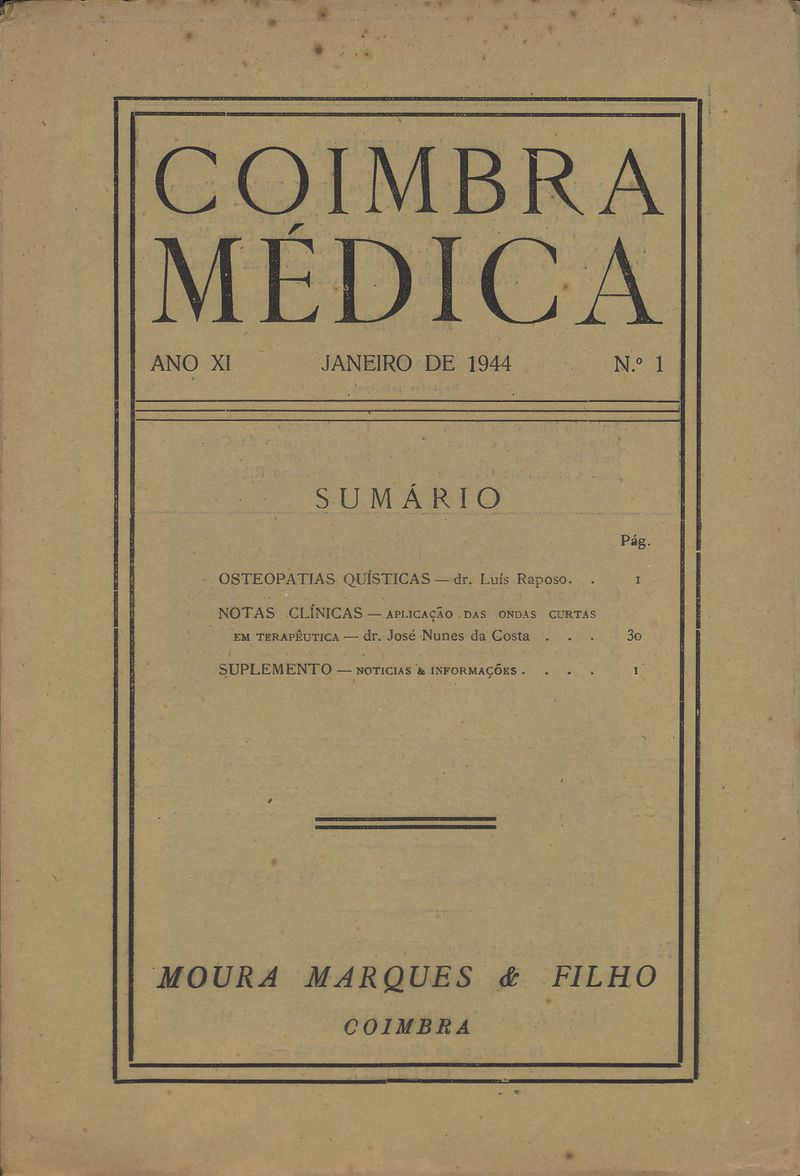 COIMBRA
MÉDICA
ANO XI JANEIRO DE 1944 N.º 1
SUMÁRIO
Pág.
OSTEOPATIAS QUÍSTICAS — dr. Luís Raposo. . 1
NOTAS CLÍNICAS — APLICAÇÃO DAS ONDAS CURTAS
EM TERAPÊUTICA — dr. José Nunes da Costa . . . 30
SUPLEMENTO — NOTICIAS & INFORMAÇÕES . . . . 1
MOURA MARQUES & FILHO
COIMBRA